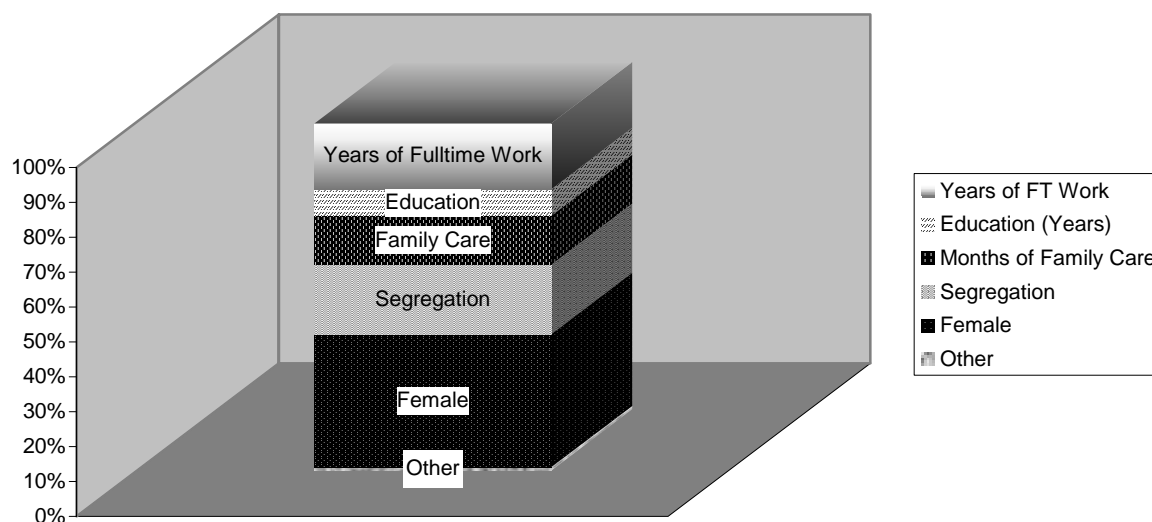 100%
90%
80%
70%
60%
50%
40%
30%
20%
10%
0%
Years of Fulltime Work
Education
Family Care
Segregation
Female
Other
Years of FT Work
Education (Years)
Months of Family Care
Segregation
Female
Other